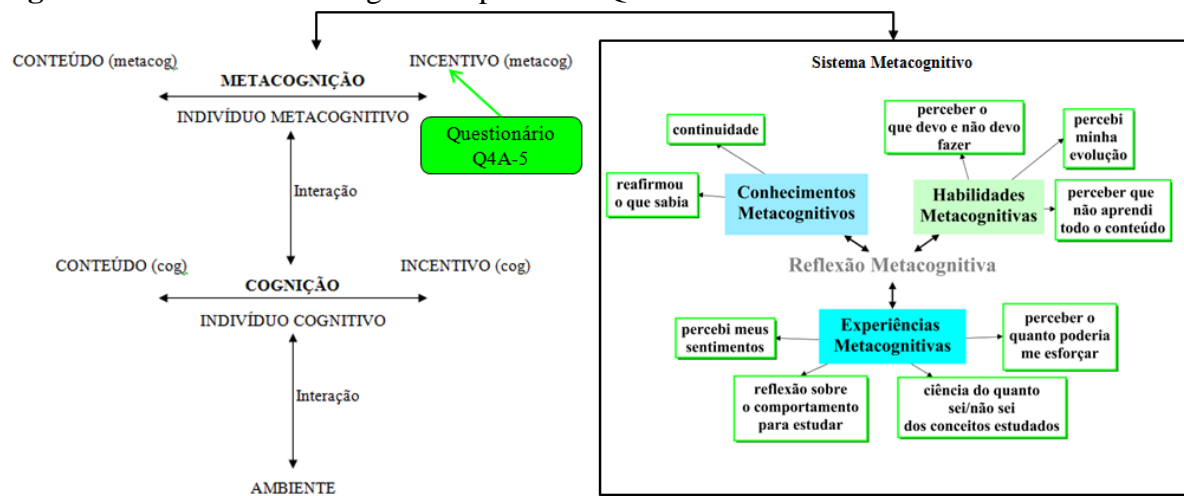 CONTEÚDO (metacog)
INCENTIVO (metacog)
METACOGNIÇÃO
INDIVÍDUO METACOGNITIVO
Questionário
Q4A-5
Interação
CONTEÚDO (cog)
INCENTIVO (cog)
COGNIÇÃO
INDIVÍDUO COGNITIVO
Interação
AMBIENTE
Sistema Metacognitivo
continuidade
perceber o
que devo e não devo
fazer
percebi
minha
evolução
reafirmou
o que sabia
Conhecimentos
Metacognitivos
Habilidades
Metacognitivas
perceber que
não aprendi
todo o conteúdo
Reflexão Metacognitiva
percebi meus
sentimentos
Experiências
Metacognitivas
perceber o
quanto poderia
me esforçar
reflexão sobre
o comportamento
para estudar
ciência do quanto
sei/não sei
dos conceitos estudados